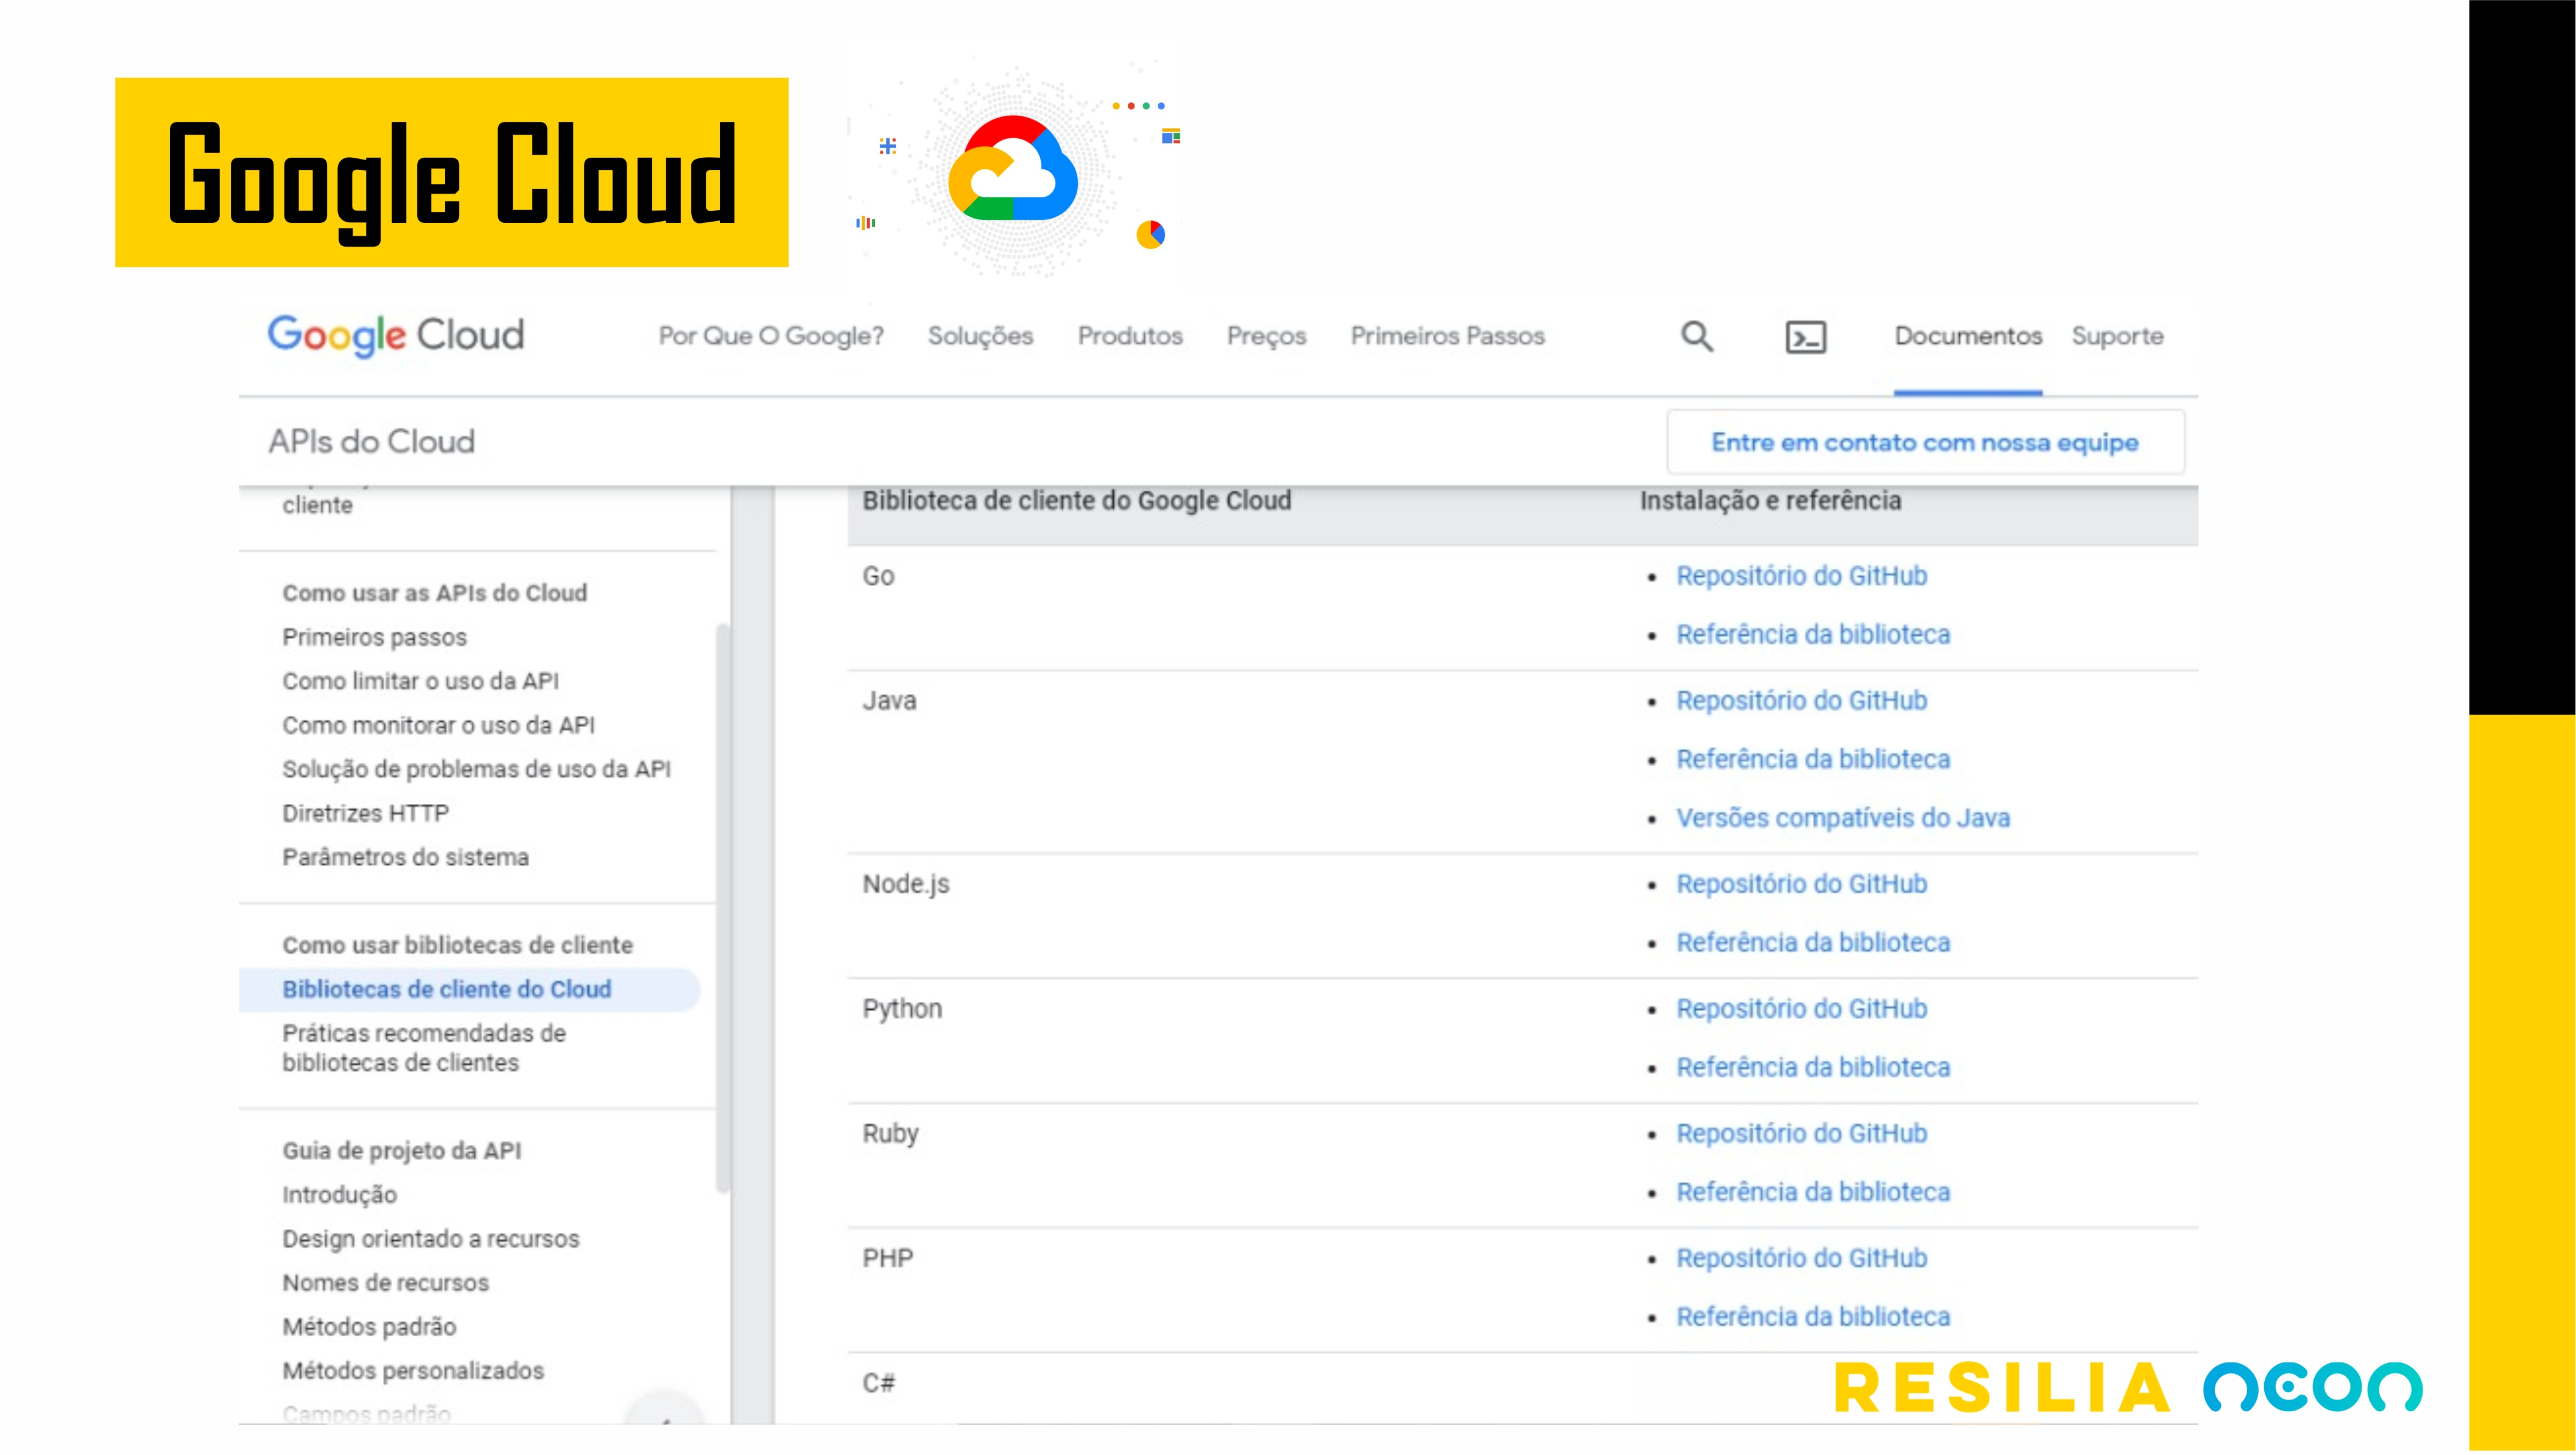 Google Cloud
Google Cloud
Por Que O Google? Soluções Produtos Preços Primeiros Passos Documentos Suporte
APIs do Cloud
Entre em contato com nossa equipe
cliente
Como usar as APIs do Cloud
Primeiros passos
Como limitar o uso da API
Como monitorar o uso da API
Solução de problemas de uso da API
Diretrizes HTTP
Parâmetros do sistema
Como usar bibliotecas de cliente
Bibliotecas de cliente do Cloud
Práticas recomendadas de
bibliotecas de clientes
Guia de projeto da API
Introdução
Design orientado a recursos
Nomes de recursos
Métodos padrão
Métodos personalizados
Campos padrão
Biblioteca de cliente do Google Cloud Instalação e referência
Go
• Repositório do GitHub
• Referência da biblioteca
Java
• Repositório do GitHub
• Referência da biblioteca
• Versões compatíveis do Java
Node.js
• Repositório do GitHub
• Referência da biblioteca
Python
• Repositório do GitHub
• Referência da biblioteca
Ruby
• Repositório do GitHub
• Referência da biblioteca
PHP
• Repositório do GitHub
• Referência da biblioteca
C#
RESILIA neon